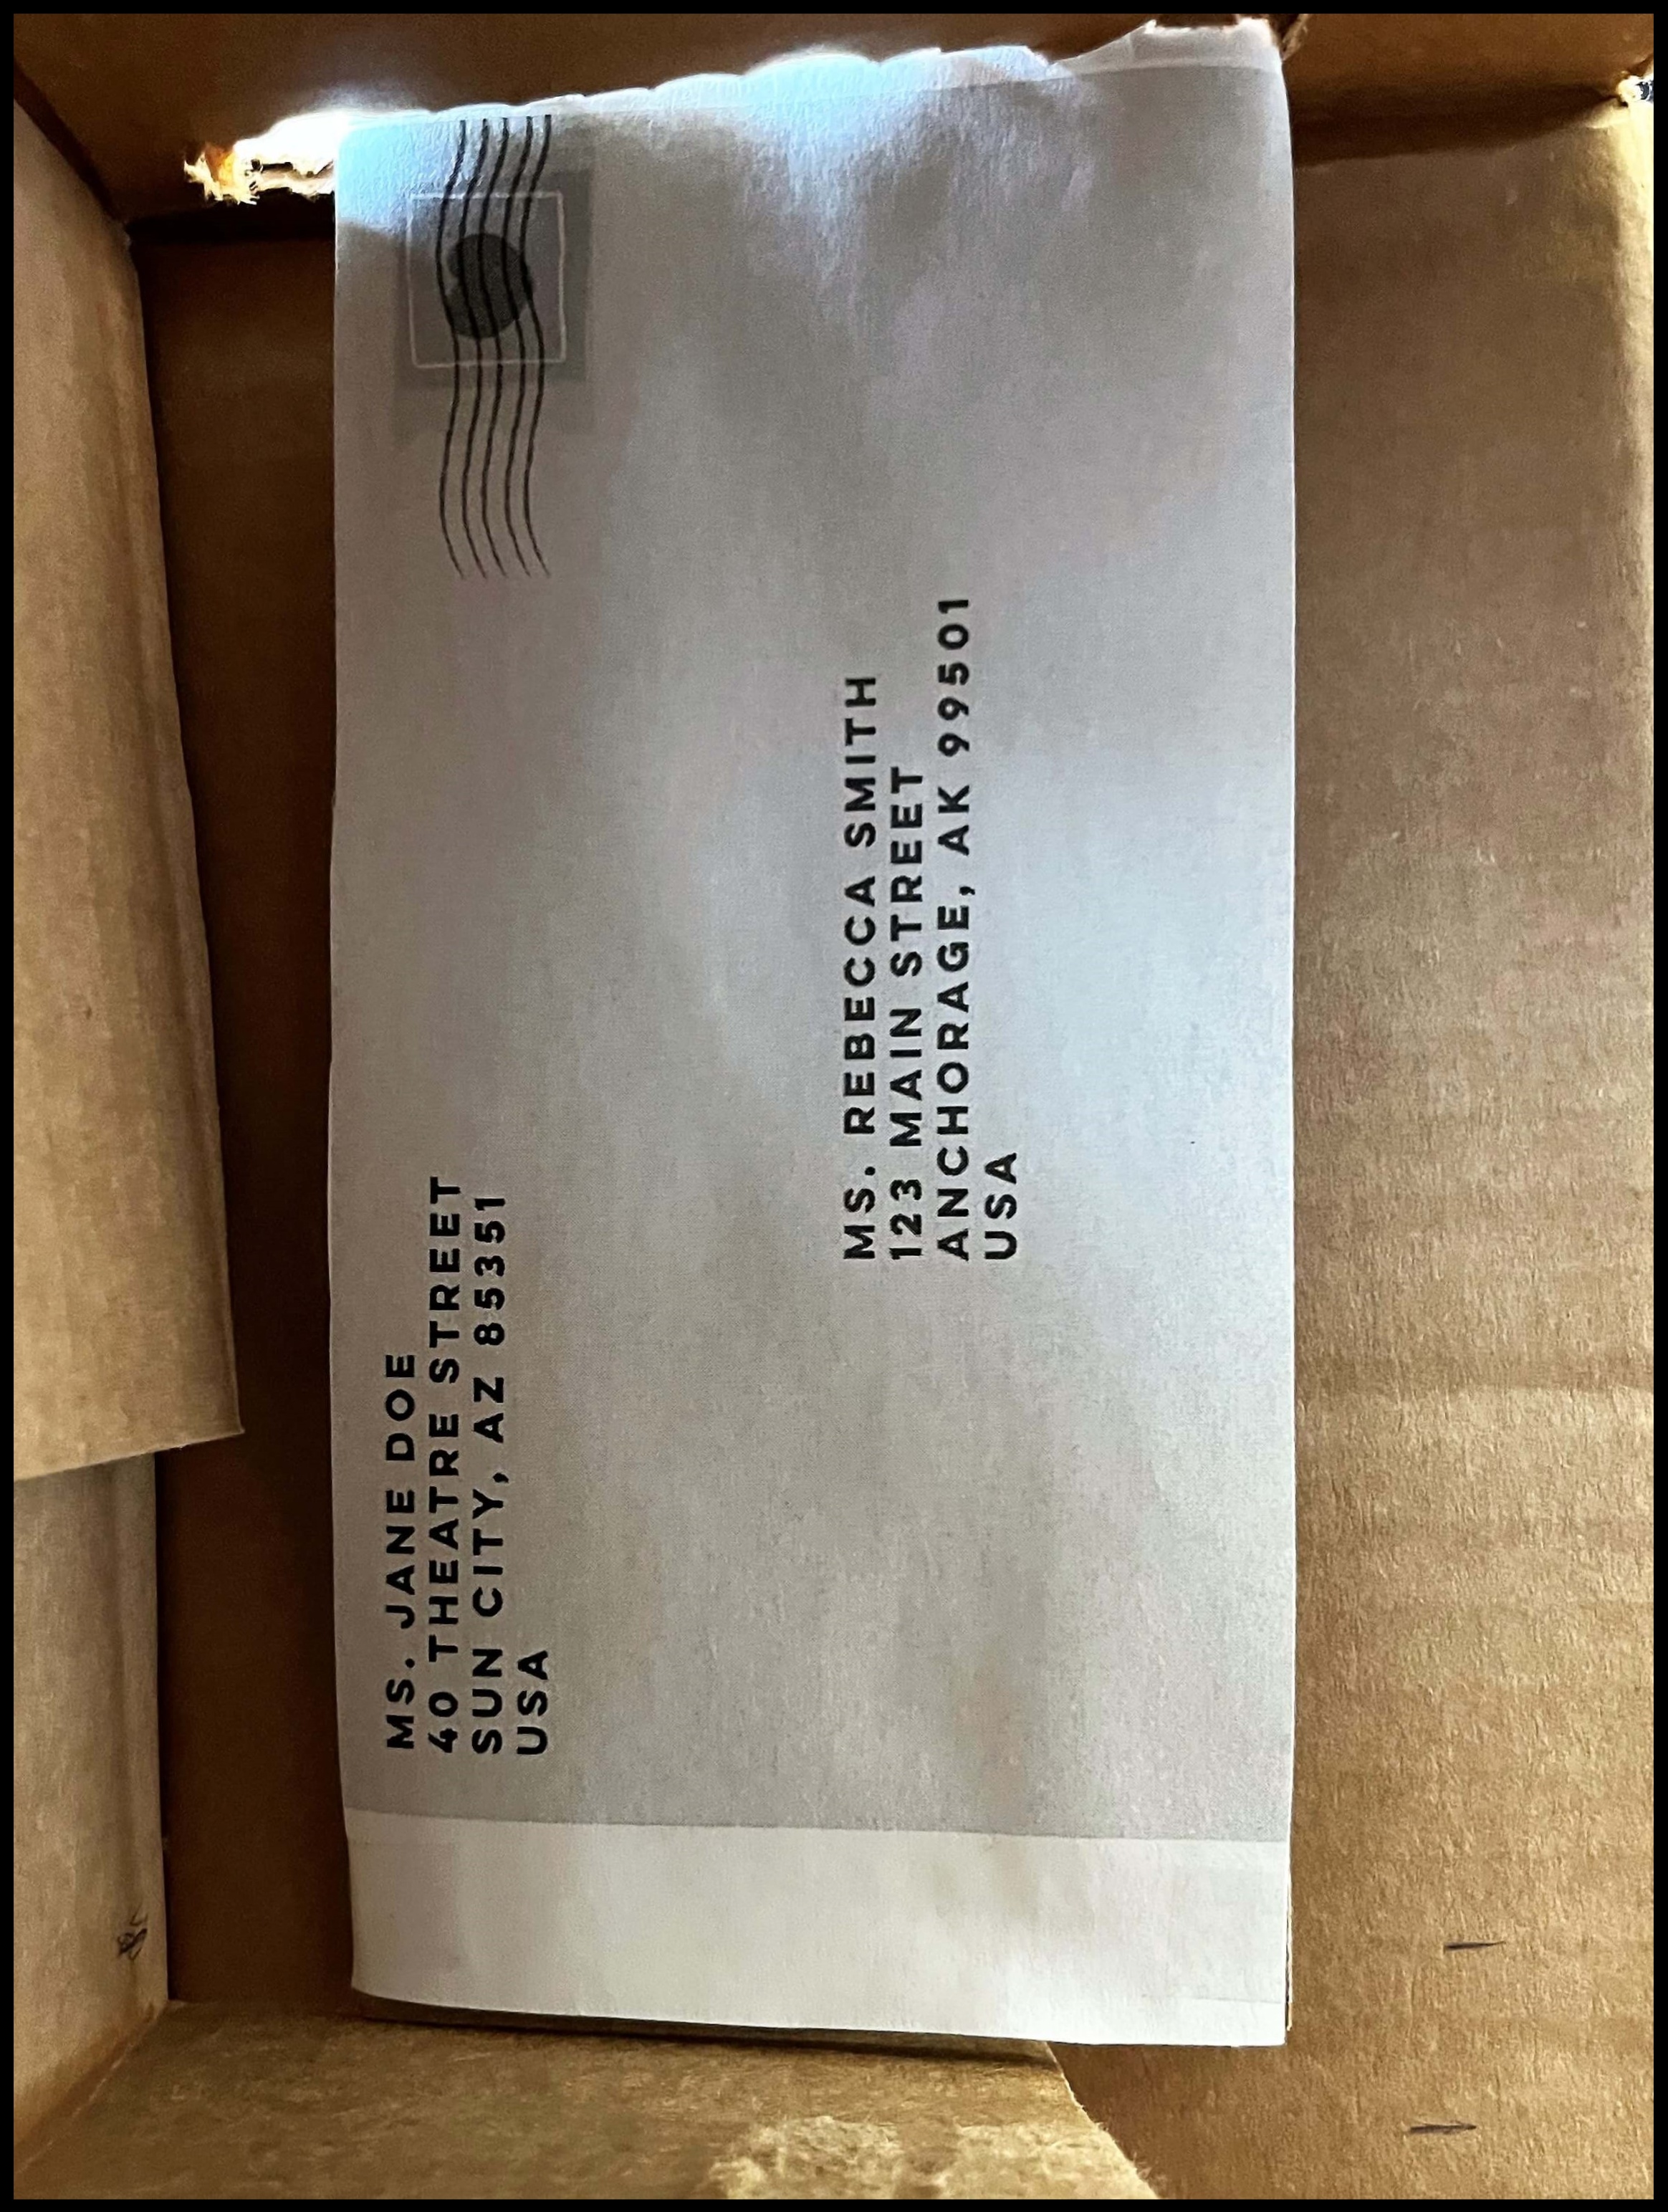 MS. JANE DOE
40 THEATRE STREET
SUN CITY, AZ 85351
USA
MS. REBECCA SMITH
123 MAIN STREET
ANCHORAGE, AK 99501
USA